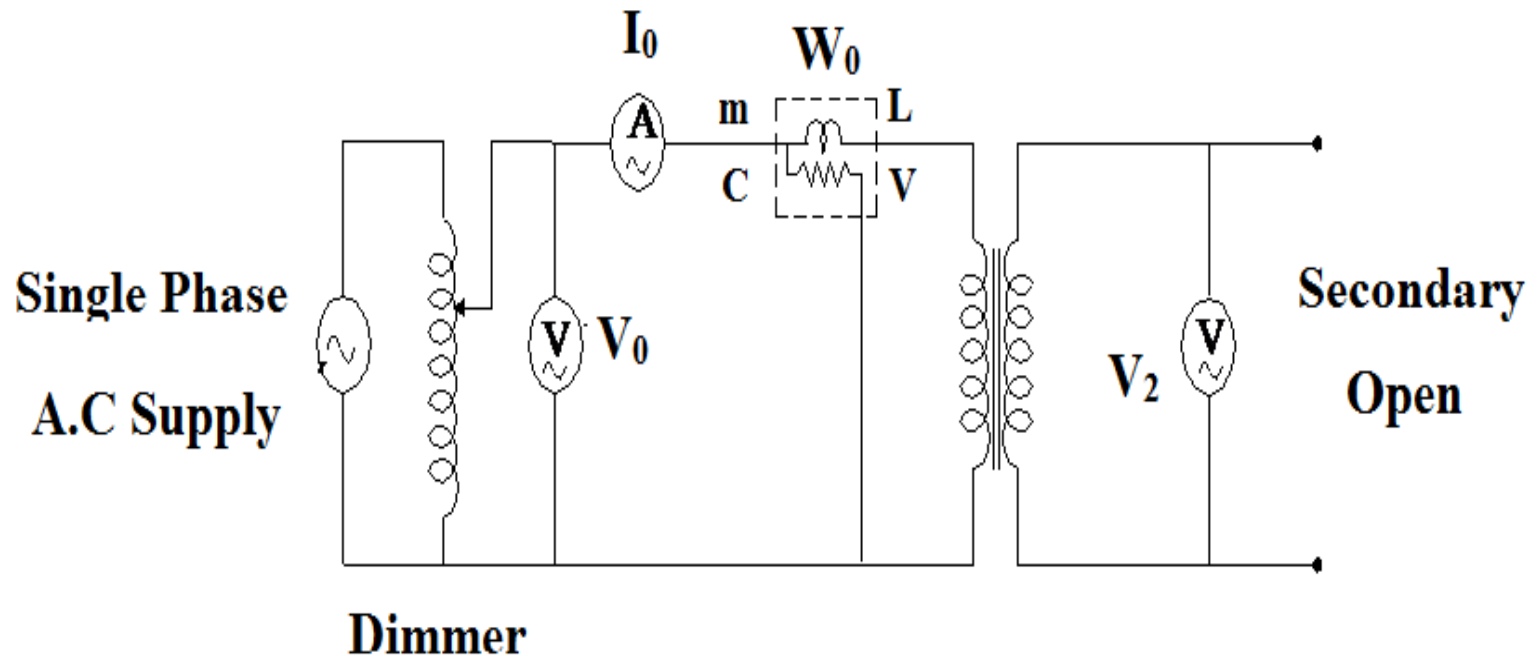 I₀
W₀
A
m
L
C
V
Single Phase
A.C Supply
V
V₀
V₂
V
Secondary
Open
Dimmer